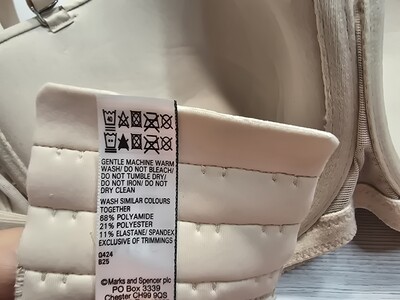 GENTLE MACHINE WARM
WASH/ DO NOT BLEACH/
DO NOT TUMBLE DRY/
DO NOT IRON/ DO NOT
DRY CLEAN
WASH SIMILAR COLOURS
TOGETHER
68% POLYAMIDE
21% POLYESTER
11% ELASTANE/ SPANDEX
EXCLUSIVE OF TRIMMINGS
0424
825
©Marks and Spencer plc
PO Box 3339
Chester CH99 9QS